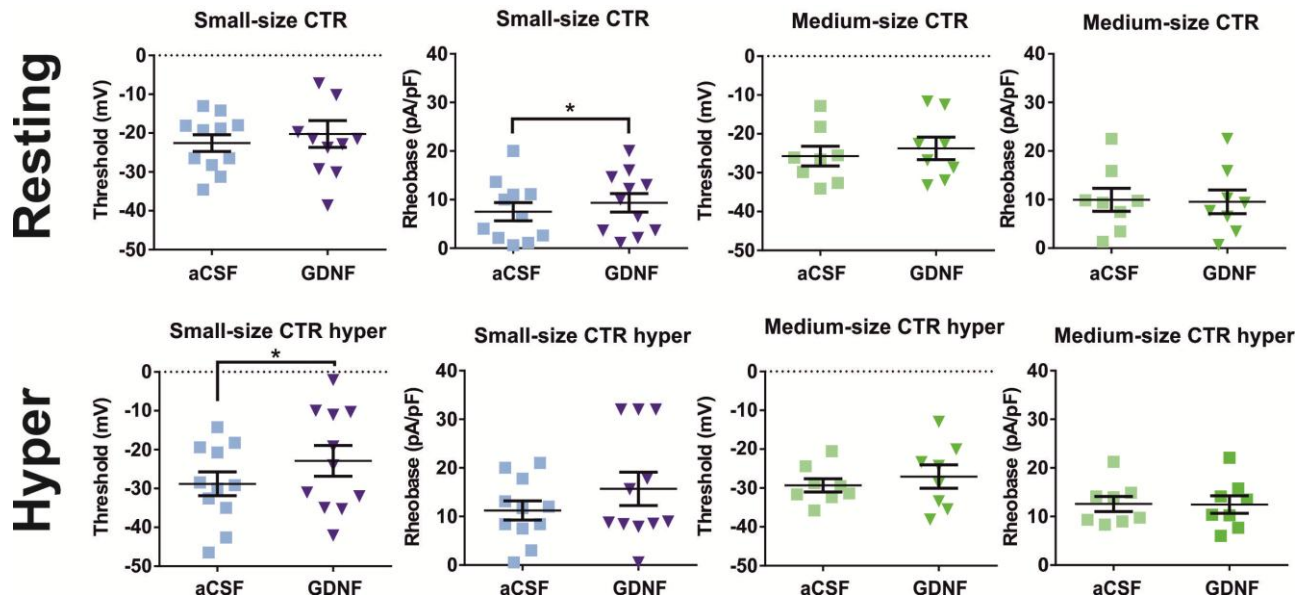 Resting
Small-size CTR
Threshold (mV)
0
-10
-20
-30
-40
-50
aCSF
GDNF
Small-size CTR
Rheobase (pA/pF)
40
30
20
10
0
*
aCSF
GDNF
Medium-size CTR
Threshold (mV)
0
-10
-20
-30
-40
-50
aCSF
GDNF
Medium-size CTR
Rheobase (pA/pF)
40
30
20
10
0
aCSF
GDNF
Hyper
Small-size CTR hyper
Threshold (mV)
0
-10
-20
-30
-40
-50
*
aCSF
GDNF
Small-size CTR hyper
Rheobase (pA/pF)
40
30
20
10
0
aCSF
GDNF
Medium-size CTR hyper
Threshold (mV)
0
-10
-20
-30
-40
-50
aCSF
GDNF
Medium-size CTR hyper
Rheobase (pA/pF)
40
30
20
10
0
aCSF
GDNF